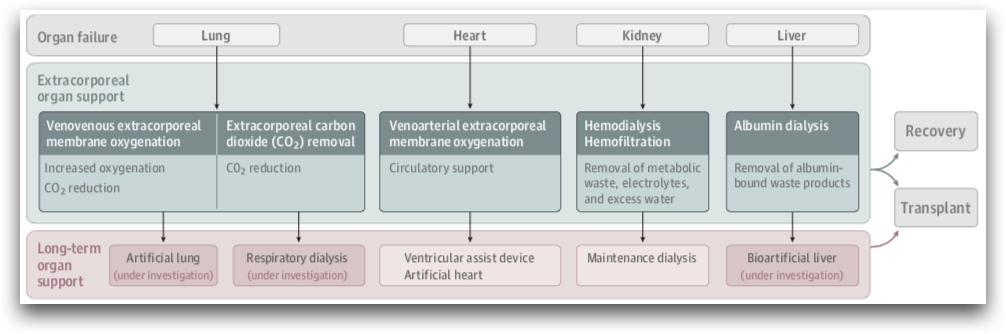 Organ failure
Lung
Heart
Kidney
Liver
Extracorporeal
organ support
Venovenous extracorporeal
membrane oxygenation
Increased oxygenation
CO₂ reduction
Extracorporeal carbon
dioxide (CO₂) removal
CO₂ reduction
Venoarterial extracorporeal
membrane oxygenation
Circulatory support
Hemodialysis
Hemofiltration
Removal of metabolic
waste, electrolytes,
and excess water
Albumin dialysis
Removal of albumin-
bound waste products
Recovery
Transplant
Long-term
organ
support
Artificial lung
(under investigation)
Respiratory dialysis
(under investigation)
Ventricular assist device
Artificial heart
Maintenance dialysis
Bioartificial liver
(under investigation)